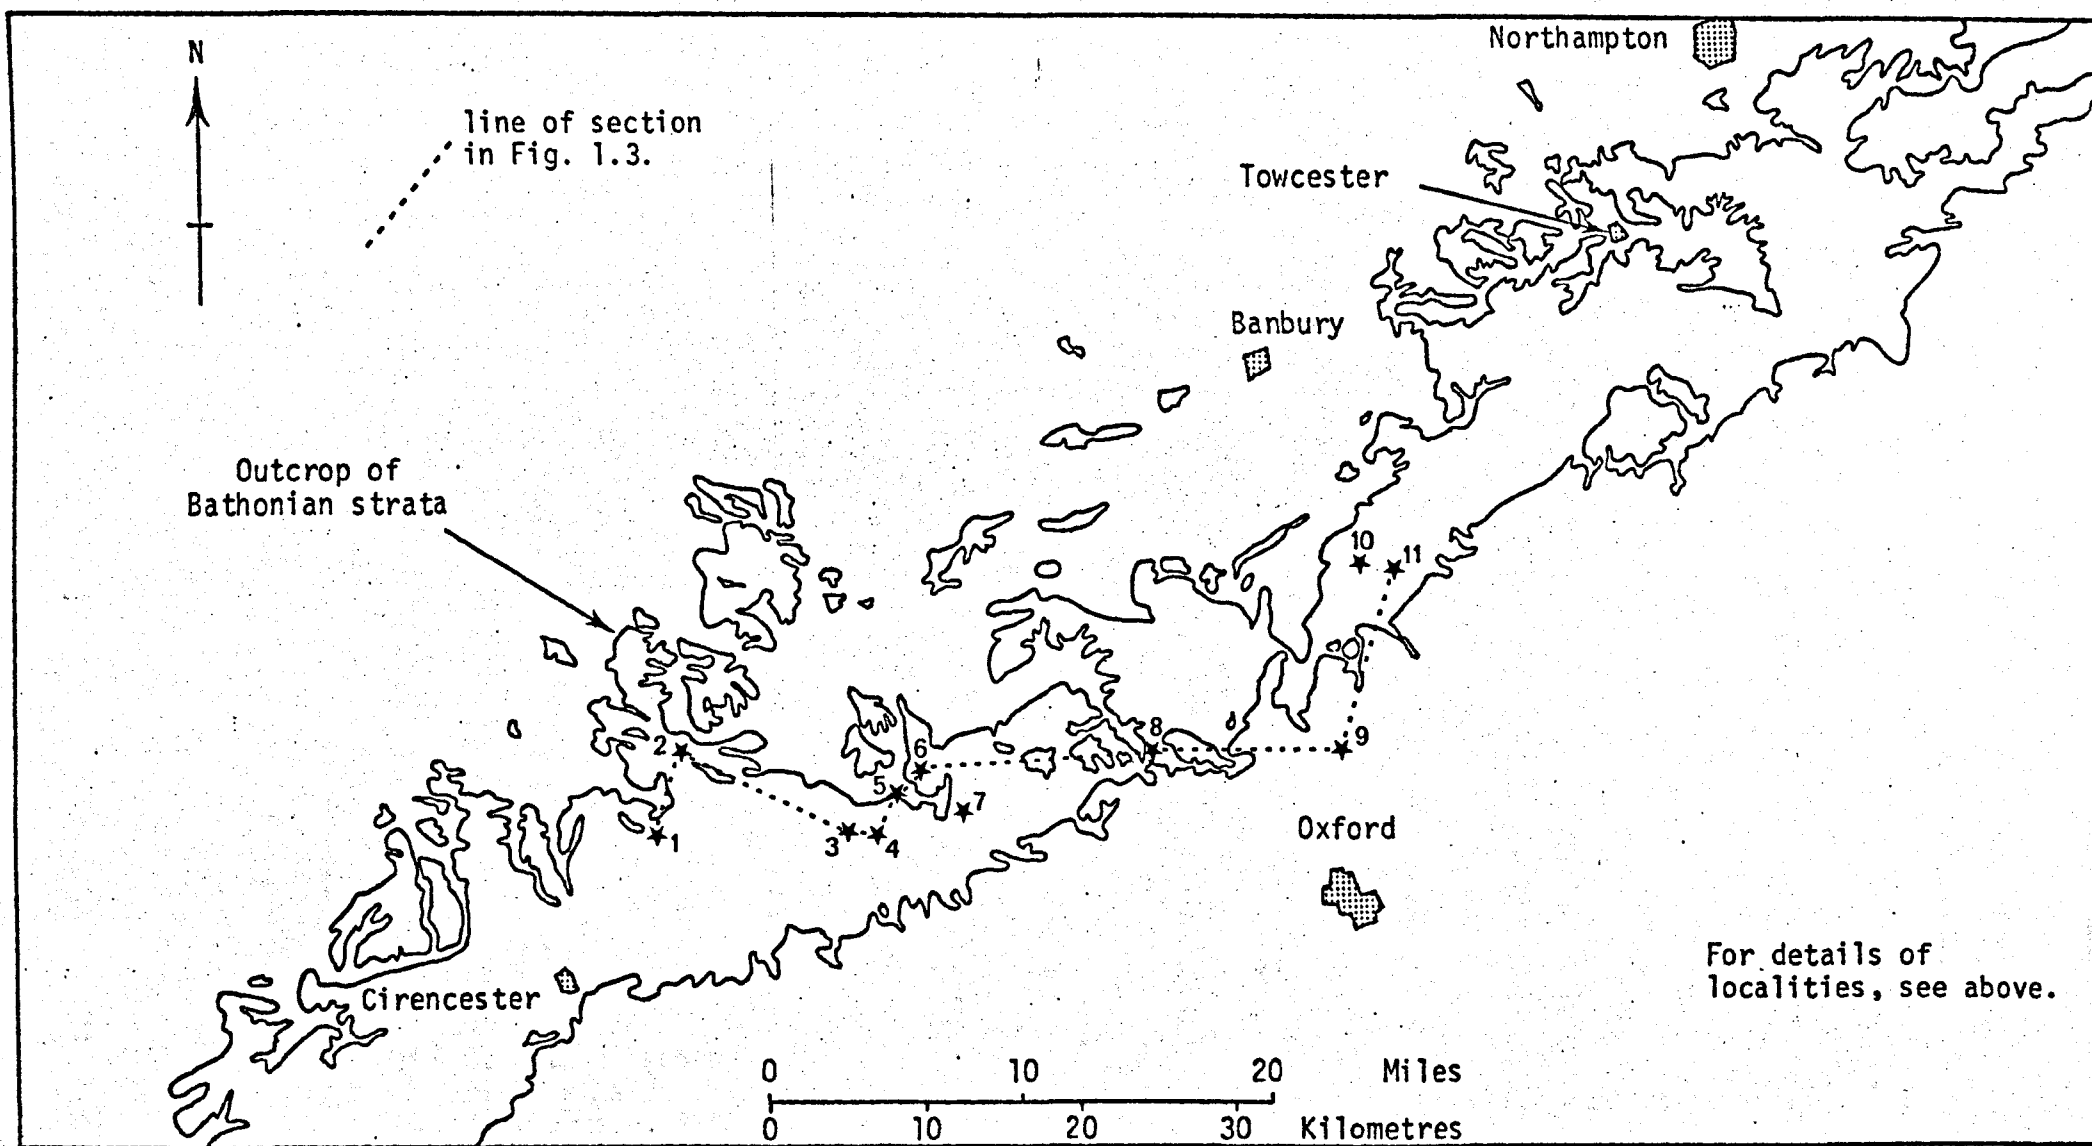 Northampton
N
line of section
in Fig. 1.3.
Towcester
Banbury
Outcrop of
Bathonian strata
10
11
2
6
8
9
5
7
1
3
4
Oxford
For details of
localities, see above.
Cirencester
0 10 20 Miles
0 10 20 30 Kilometres